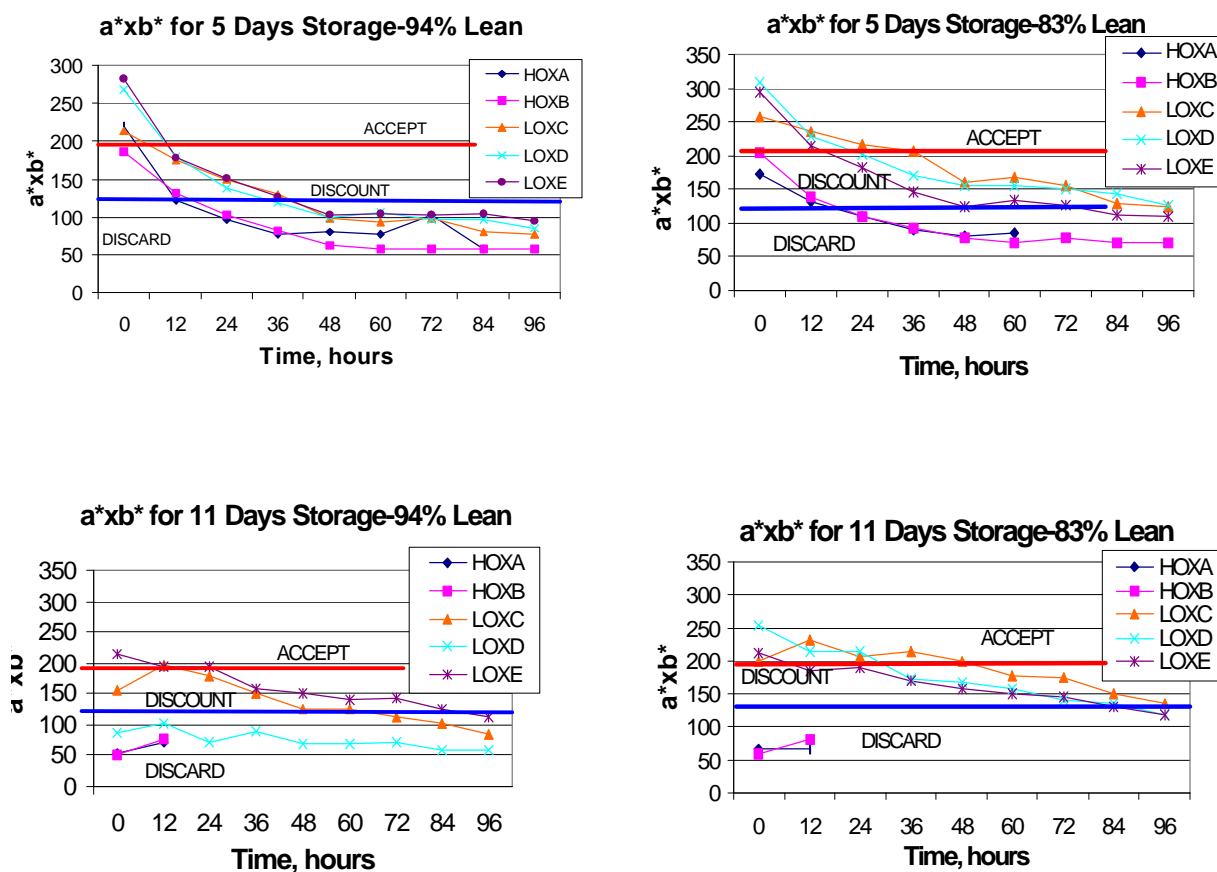 a*xb* for 5 Days Storage-94% Lean
300
250
200
150
100
50
0
a*xb*
ACCEPT
DISCOUNT
DISCARD
HOXA
HOXB
LOXC
LOXD
LOXE
0 12 24 36 48 60 72 84 96
Time, hours
a*xb* for 5 Days Storage-83% Lean
350
300
250
200
150
100
50
0
a*xb*
ACCEPT
DISCOUNT
DISCARD
HOXA
HOXB
LOXC
LOXD
LOXE
0 12 24 36 48 60 72 84 96
Time, hours
a*xb* for 11 Days Storage-94% Lean
350
300
250
200
150
100
50
0
a*xb*
ACCEPT
DISCOUNT
DISCARD
HOXA
HOXB
LOXC
LOXD
LOXE
0 12 24 36 48 60 72 84 96
Time, hours
a*xb* for 11 Days Storage-83% Lean
350
300
250
200
150
100
50
0
a*xb*
ACCEPT
DISCOUNT
DISCARD
HOXA
HOXB
LOXC
LOXD
LOXE
0 12 24 36 48 60 72 84 96
Time, hours